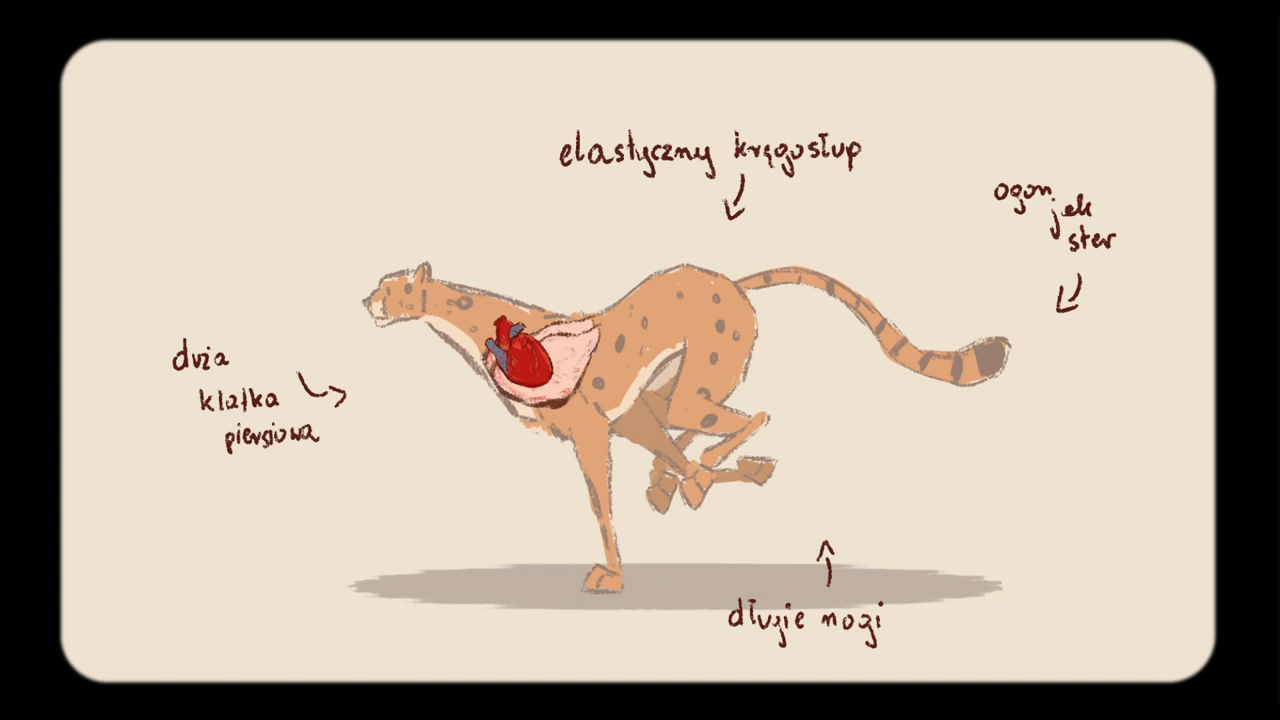 elastyczny kręgosłup
ogon
jak
ster
duża
klatka
piersiowa
długie nogi